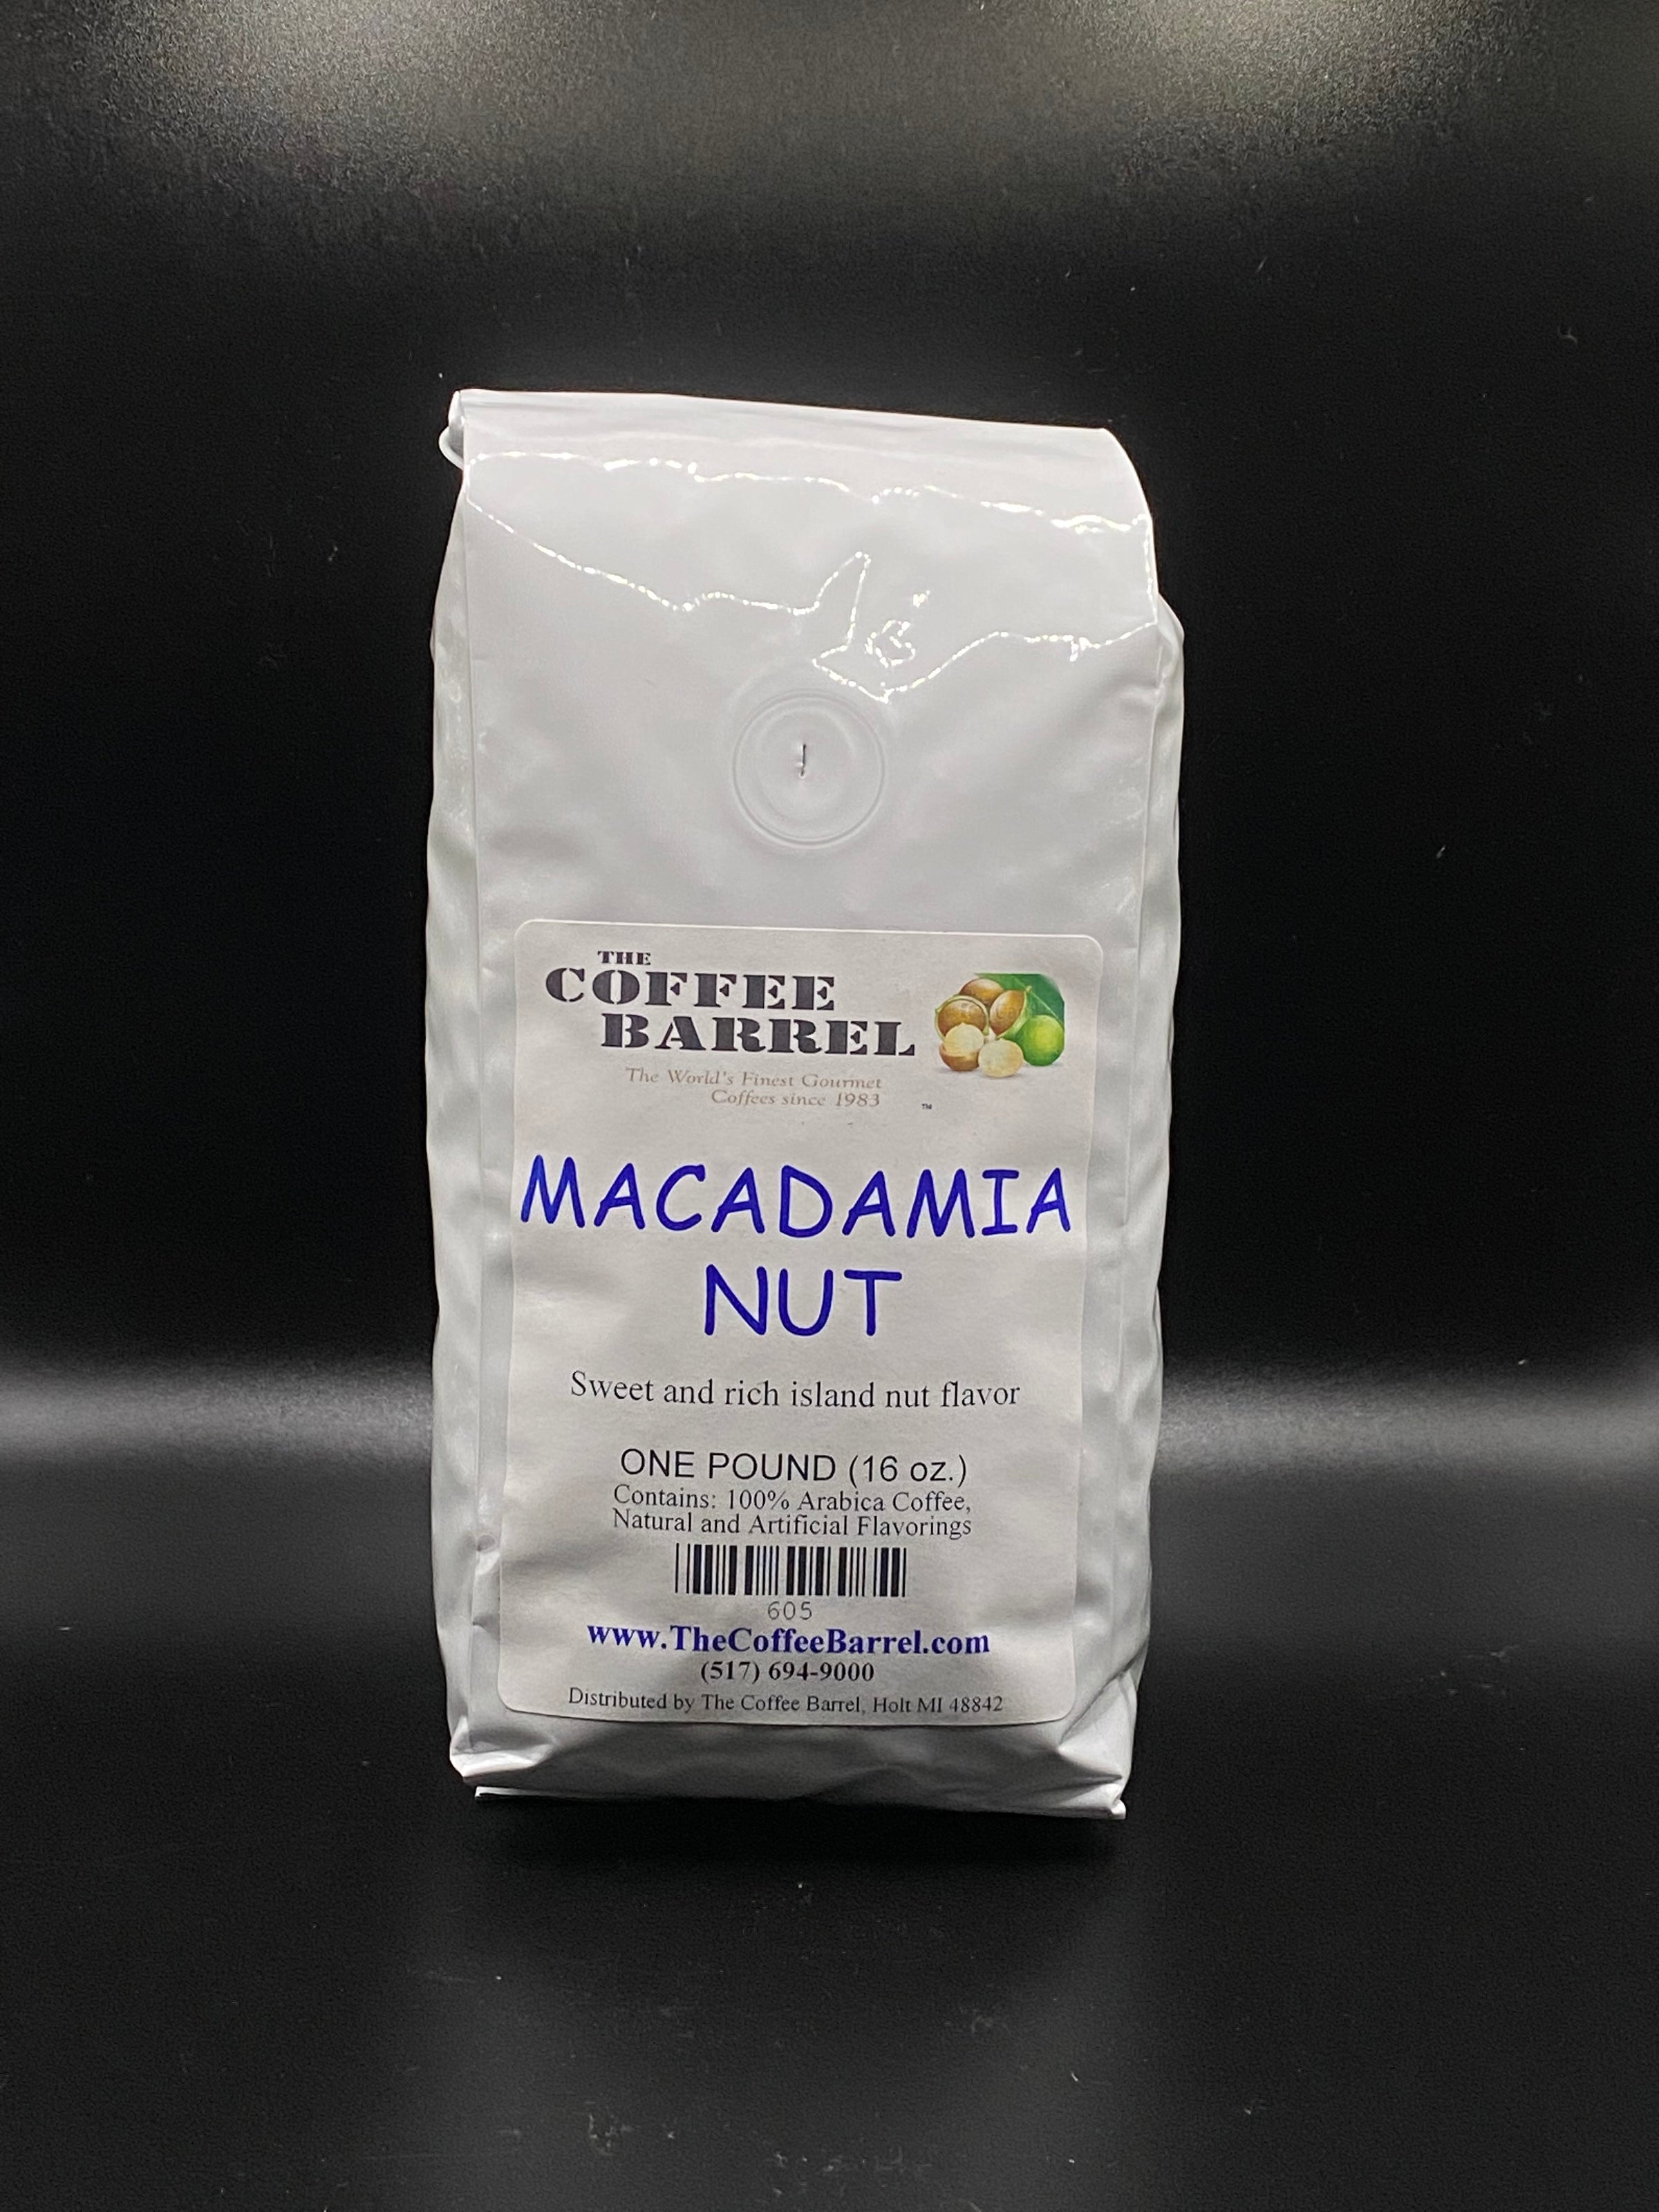 THE
COFFEE
BARREL
The World's Finest Gourmet
Coffees since 1983 ™
MACADAMIA
NUT
Sweet and rich island nut flavor
ONE POUND (16 oz.)
Contains: 100% Arabica Coffee,
Natural and Artificial Flavorings
605
www.TheCoffeeBarrel.com
(517) 694-9000
Distributed by The Coffee Barrel, Holt MI 48842